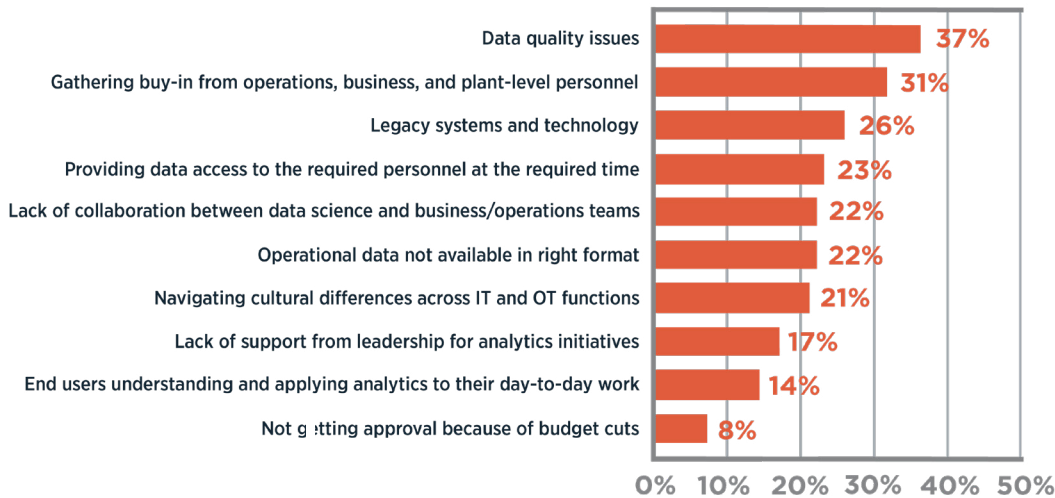 Data quality issues 37%
Gathering buy-in from operations, business, and plant-level personnel 31%
Legacy systems and technology 26%
Providing data access to the required personnel at the required time 23%
Lack of collaboration between data science and business/operations teams 22%
Operational data not available in right format 22%
Navigating cultural differences across IT and OT functions 21%
Lack of support from leadership for analytics initiatives 17%
End users understanding and applying analytics to their day-to-day work 14%
Not getting approval because of budget cuts 8%
0% 10% 20% 30% 40% 50%